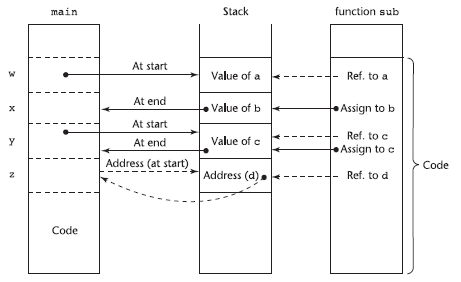 main Stack function sub
w At start Value of a Ref. to a
x At end Value of b Assign to b
At start
y At end Value of c Ref. to c
Assign to c
Address (at start)
z Address (d) Ref. to d
Code
Code